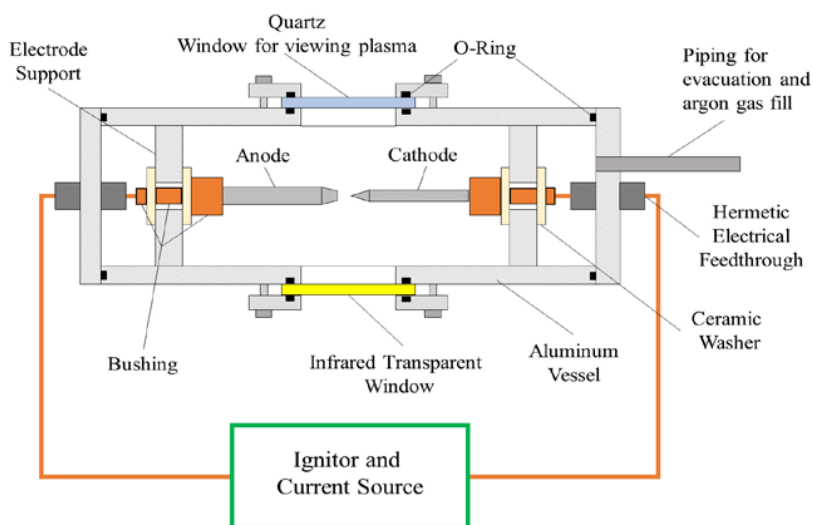 Quartz
Window for viewing plasma
Electrode
Support
O-Ring
Piping for
evacuation and
argon gas fill
Anode
Cathode
Hermetic
Electrical
Feedthrough
Ceramic
Washer
Bushing
Infrared Transparent
Window
Aluminum
Vessel
Ignitor and
Current Source